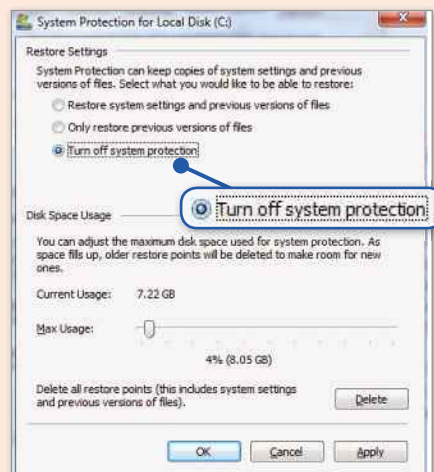 System Protection for Local Disk (C:)
Restore Settings
System Protection can keep copies of system settings and previous
versions of files. Select what you would like to be able to restore:
Restore system settings and previous versions of files
Only restore previous versions of files
Turn off system protection
Turn off system protection
Disk Space Usage
You can adjust the maximum disk space used for system protection. As
space fills up, older restore points will be deleted to make room for new
ones.
Current Usage: 7.22 GB
Max Usage:
4% (8.05 GB)
Delete all restore points (this includes system settings
and previous versions of files).
Delete
OK Cancel Apply